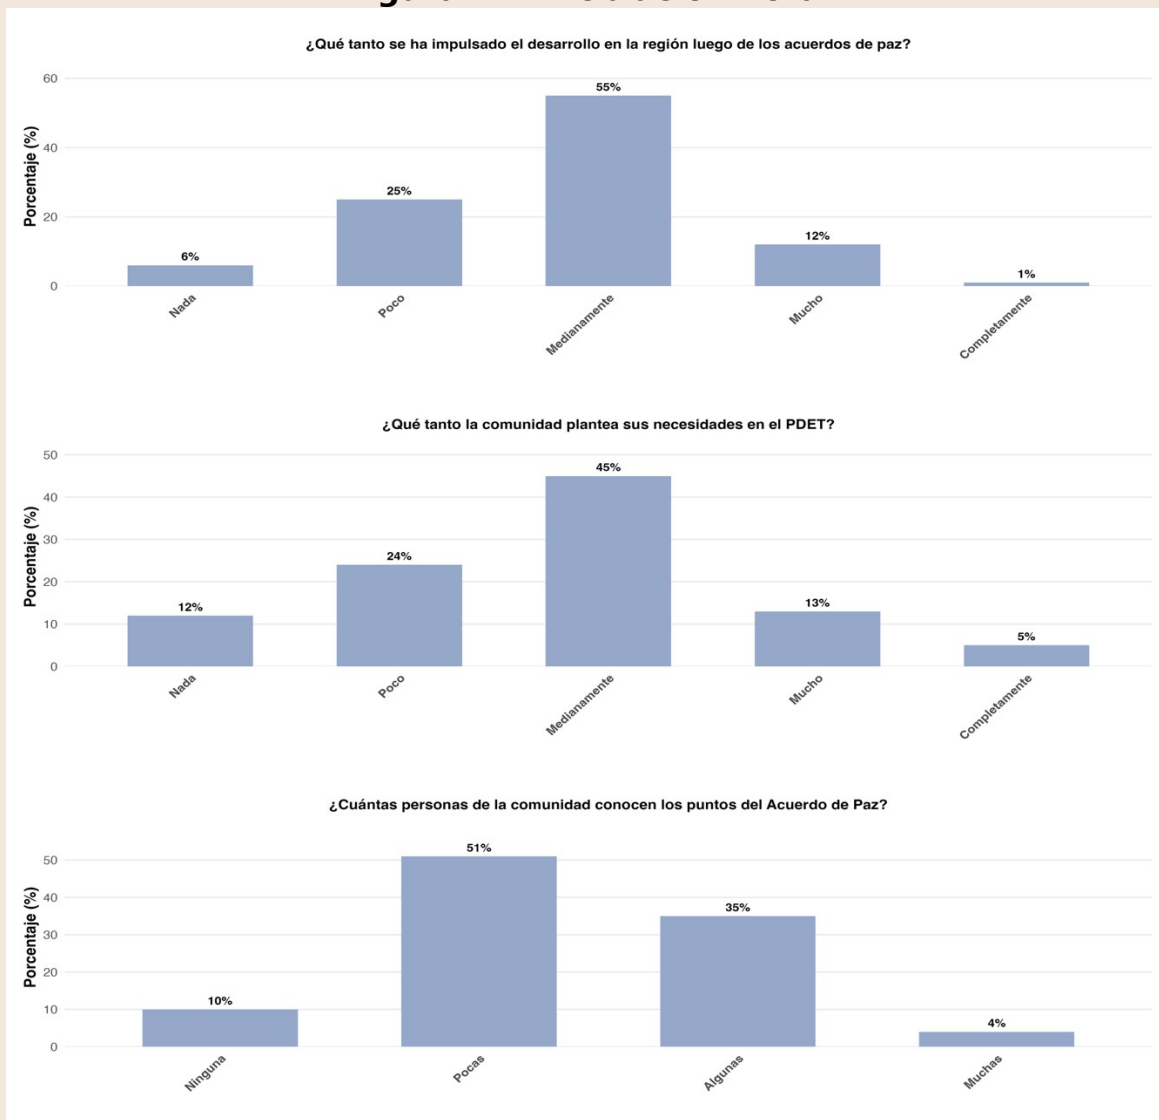 ¿Qué tanto se ha impulsado el desarrollo en la región luego de los acuerdos de paz?
Porcentaje (%)
60
40
20
0
6%
25%
55%
12%
1%
Nada
Poco
Medianamente
Mucho
Completamente
¿Qué tanto la comunidad plantea sus necesidades en el PDET?
Porcentaje (%)
50
40
30
20
10
0
12%
24%
45%
13%
5%
Nada
Poco
Medianamente
Mucho
Completamente
¿Cuántas personas de la comunidad conocen los puntos del Acuerdo de Paz?
Porcentaje (%)
50
40
30
20
10
0
10%
51%
35%
4%
Ninguna
Pocas
Algunas
Muchas